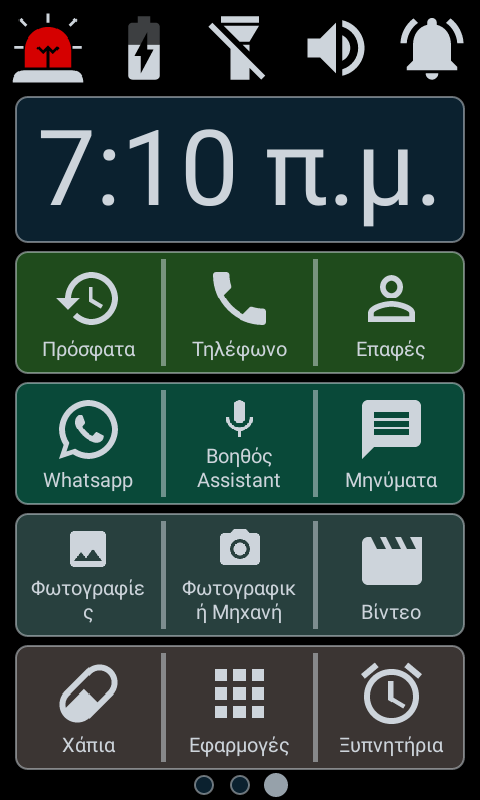 7:10 π.μ.
Πρόσφατα
Τηλέφωνο
Επαφές
Whatsapp
Βοηθός
Assistant
Μηνύματα
Φωτογραφίε
ς
Φωτογραφικ
ή Μηχανή
Βίντεο
Χάπια
Εφαρμογές
Ξυπνητήρια